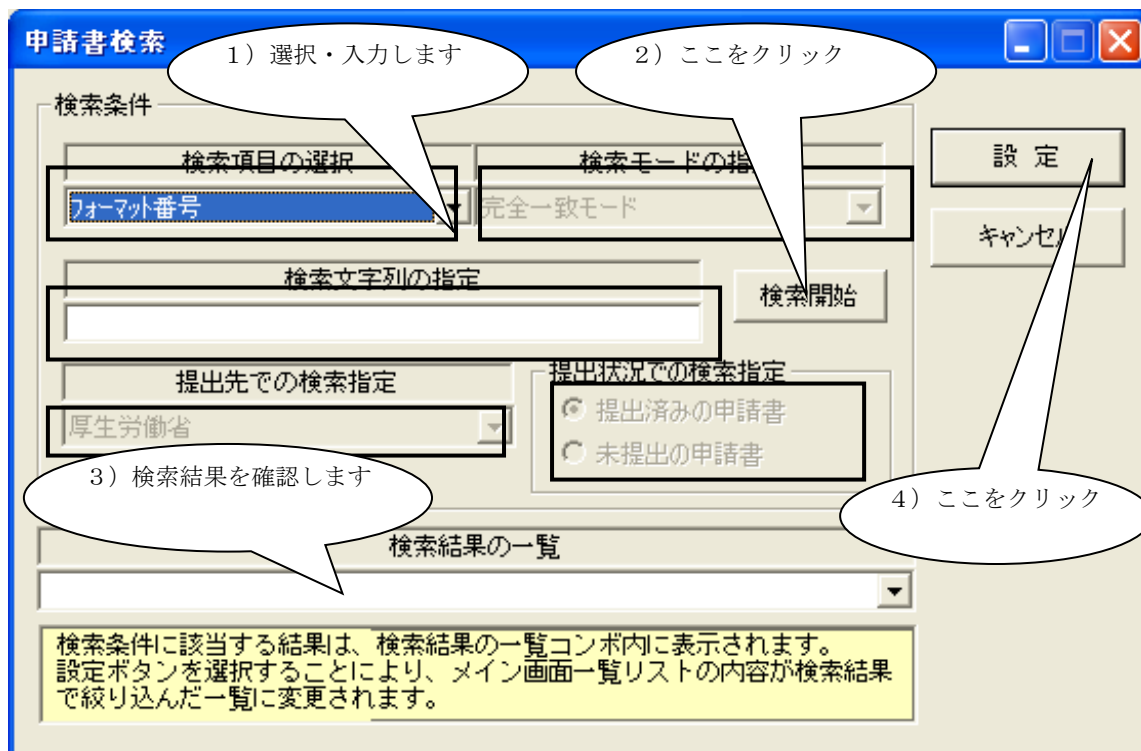 申請書検索
1）選択・入力します
2）ここをクリック
検索条件
検索項目の選択
検索モードの指
設 定
フォーマット番号
完全一致モード
キャンセル
検索文字列の指定
検索開始
提出先での検索指定
提出状況での検索指定
厚生労働省
提出済みの申請書
未提出の申請書
3）検索結果を確認します
4）ここをクリック
検索結果の一覧
検索条件に該当する結果は、検索結果の一覧コンボ内に表示されます。
設定ボタンを選択することにより、メイン画面一覧リストの内容が検索結果
で絞り込んだ一覧に変更されます。